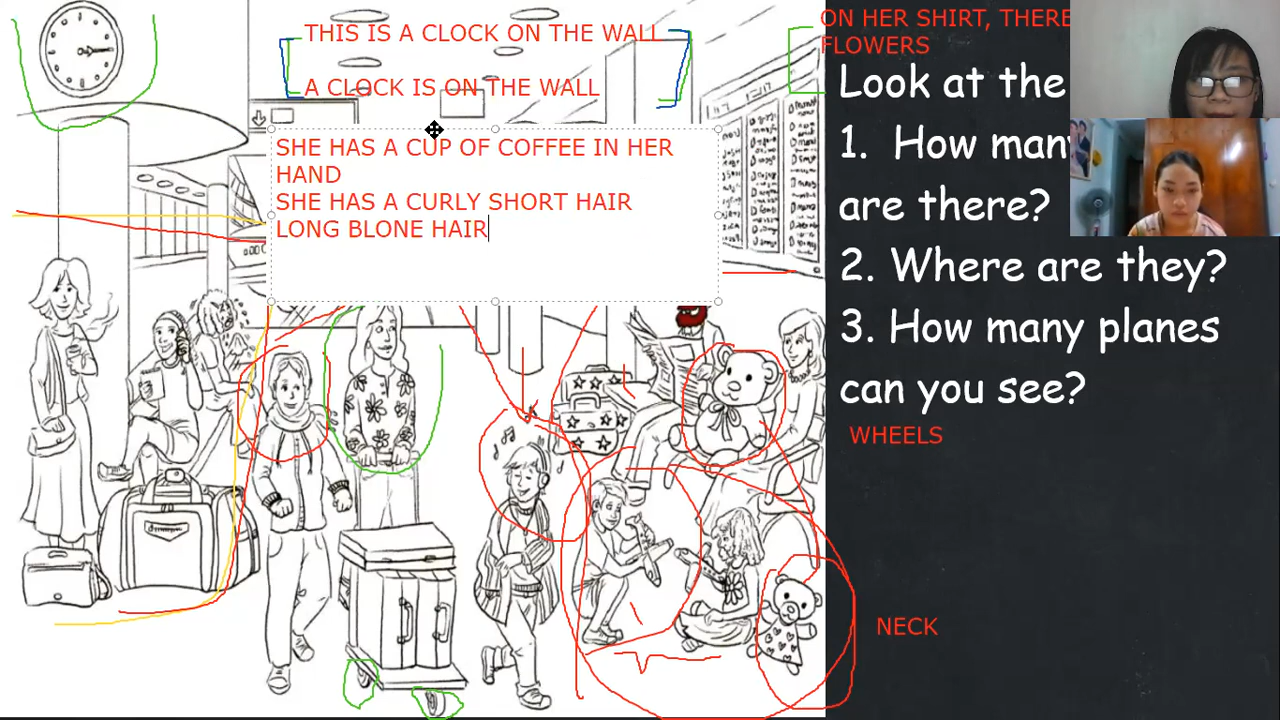 THIS IS A CLOCK ON THE WALL
A CLOCK IS ON THE WALL
SHE HAS A CUP OF COFFEE IN HER
HAND
SHE HAS A CURLY SHORT HAIR
LONG BLONE HAIR
ON HER SHIRT, THERE
FLOWERS
Look at the
1. How many
are there?
2. Where are they?
3. How many planes
can you see?
WHEELS
NECK